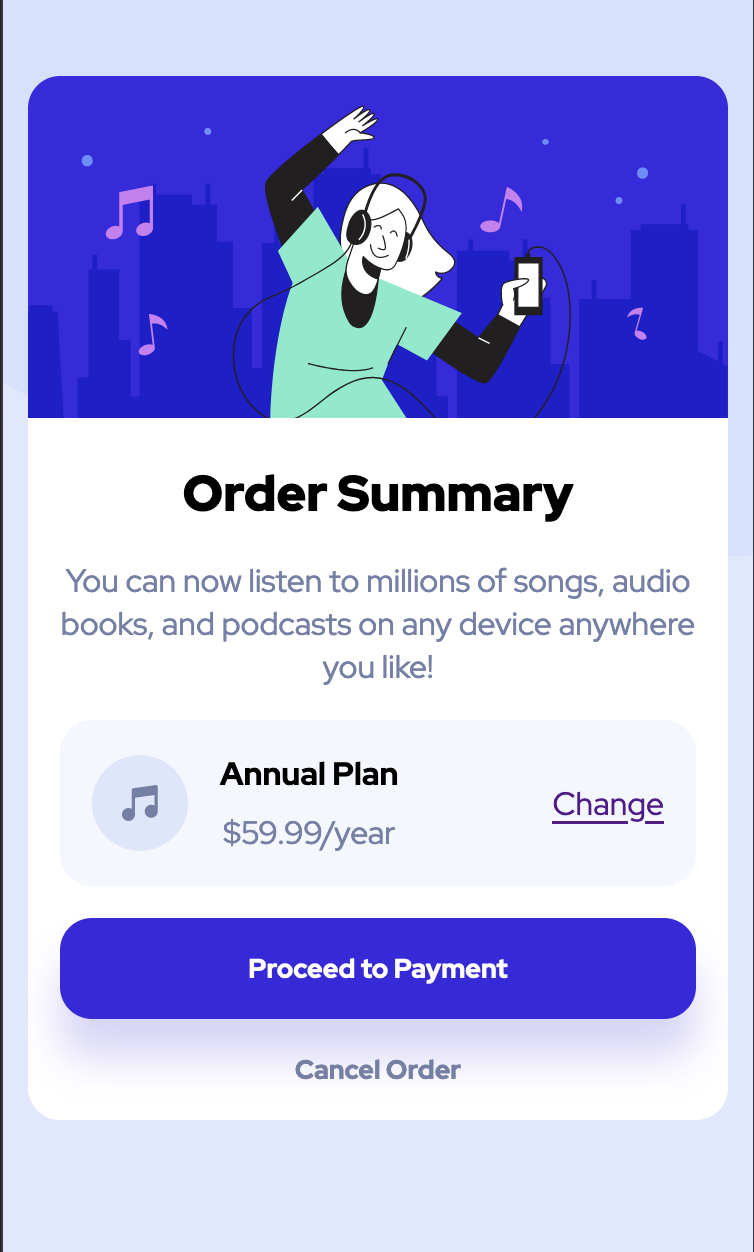 Order Summary
You can now listen to millions of songs, audio
books, and podcasts on any device anywhere
you like!
Annual Plan
$59.99/year
Change
Proceed to Payment
Cancel Order